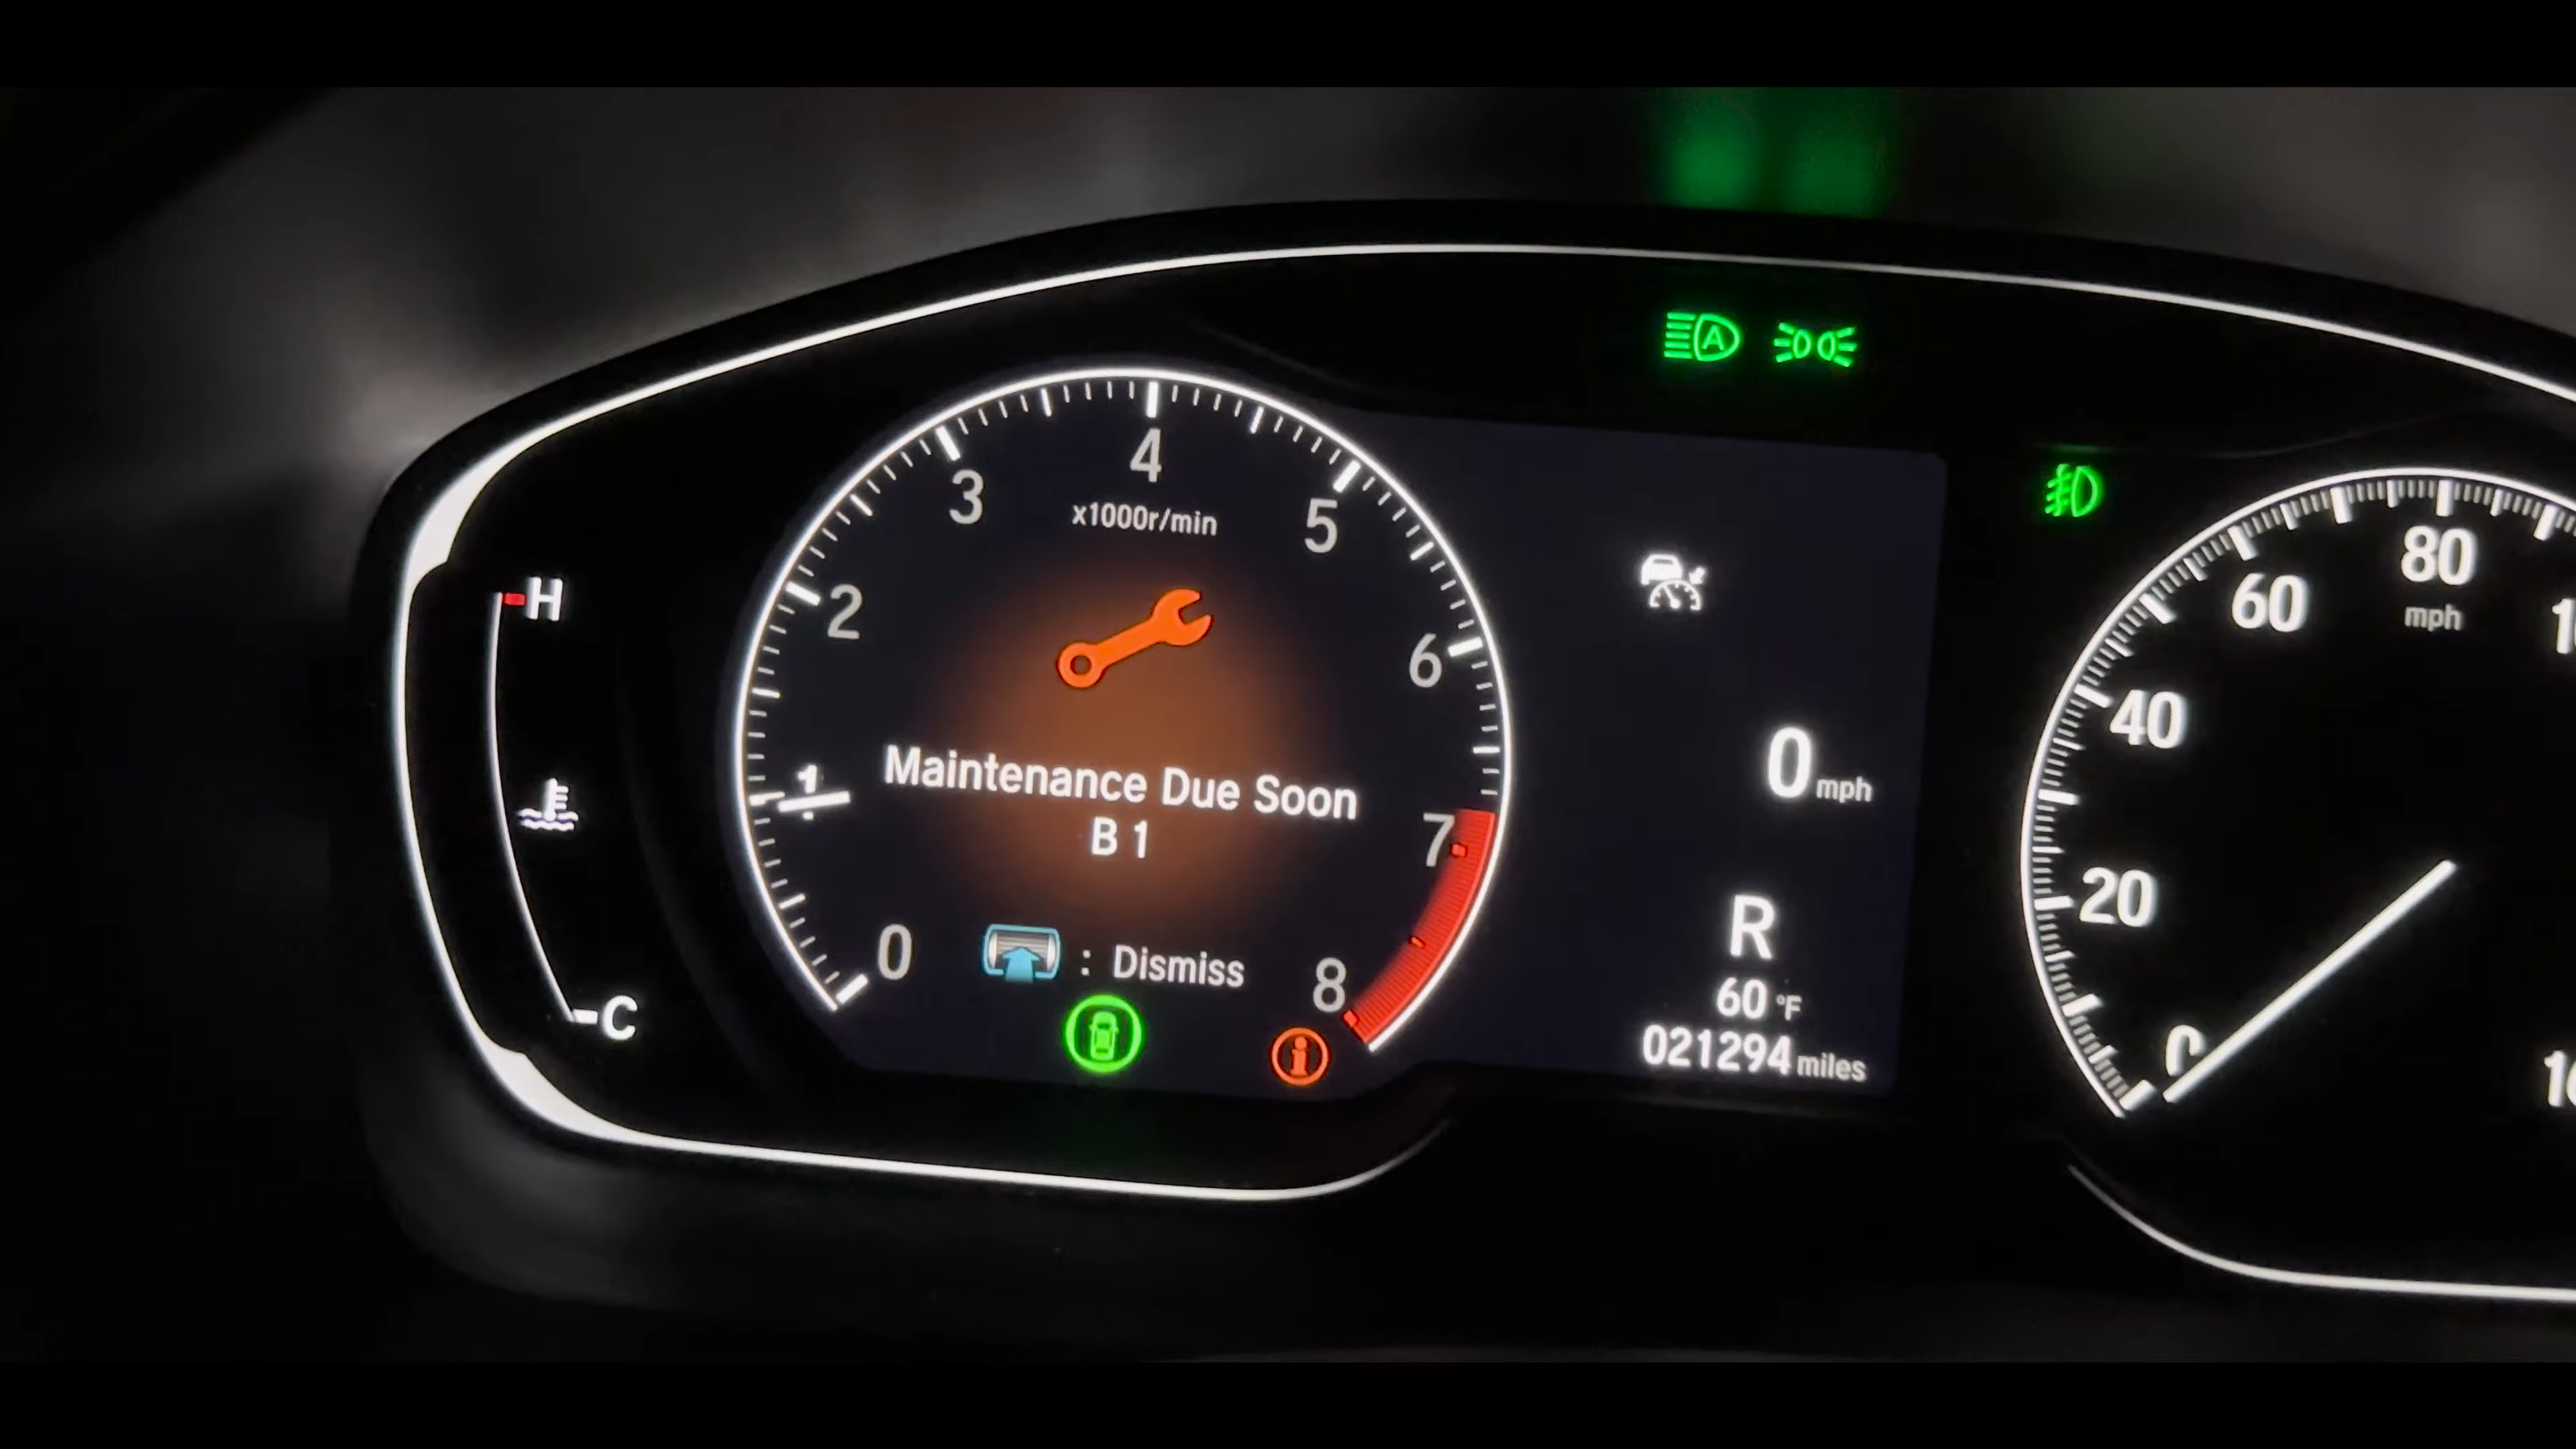 H
C
4
3
5
x1000r/min
2
6
1
7
0
8
Maintenance Due Soon
B 1
: Dismiss
A
i
0 mph
R
60 °F
021294 miles
80
mph
60
40
20
0